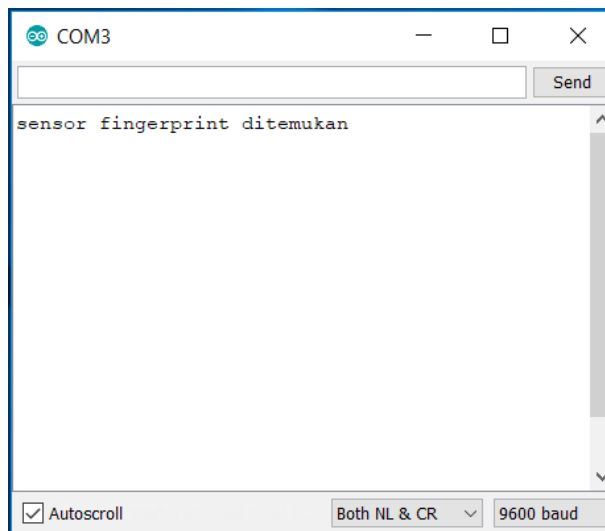 COM3
Send
sensor fingerprint ditemukan
Autoscroll
Both NL & CR
9600 baud